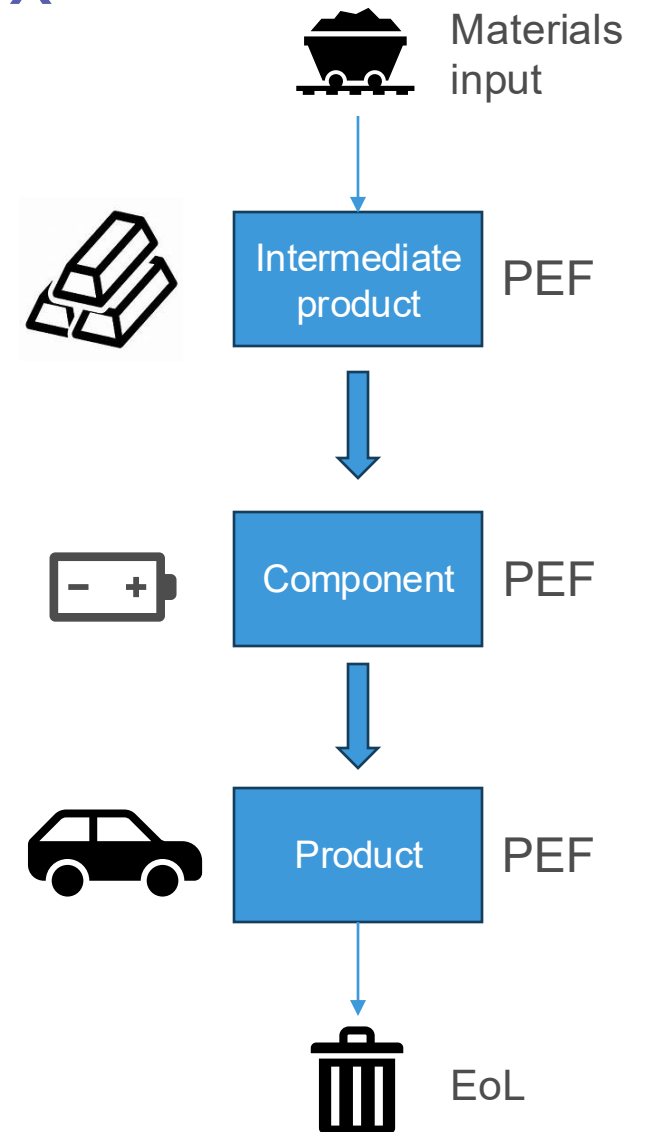 Materials
input
Intermediate
product
PEF
Component
PEF
Product
PEF
EoL